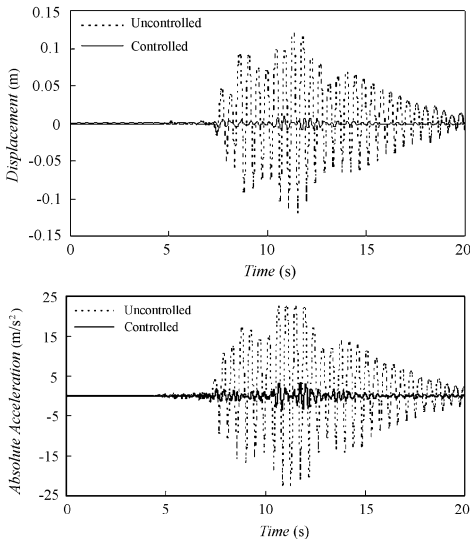 0.15
Uncontrolled
0.1
Controlled
0.05
0
-0.05
-0.1
-0.15
Displacement (m)
0 5 10 15 20
Time (s)
25
Uncontrolled
15
Controlled
5
-5
-15
-25
Absolute Acceleration (m/s²)
0 5 10 15 20
Time (s)